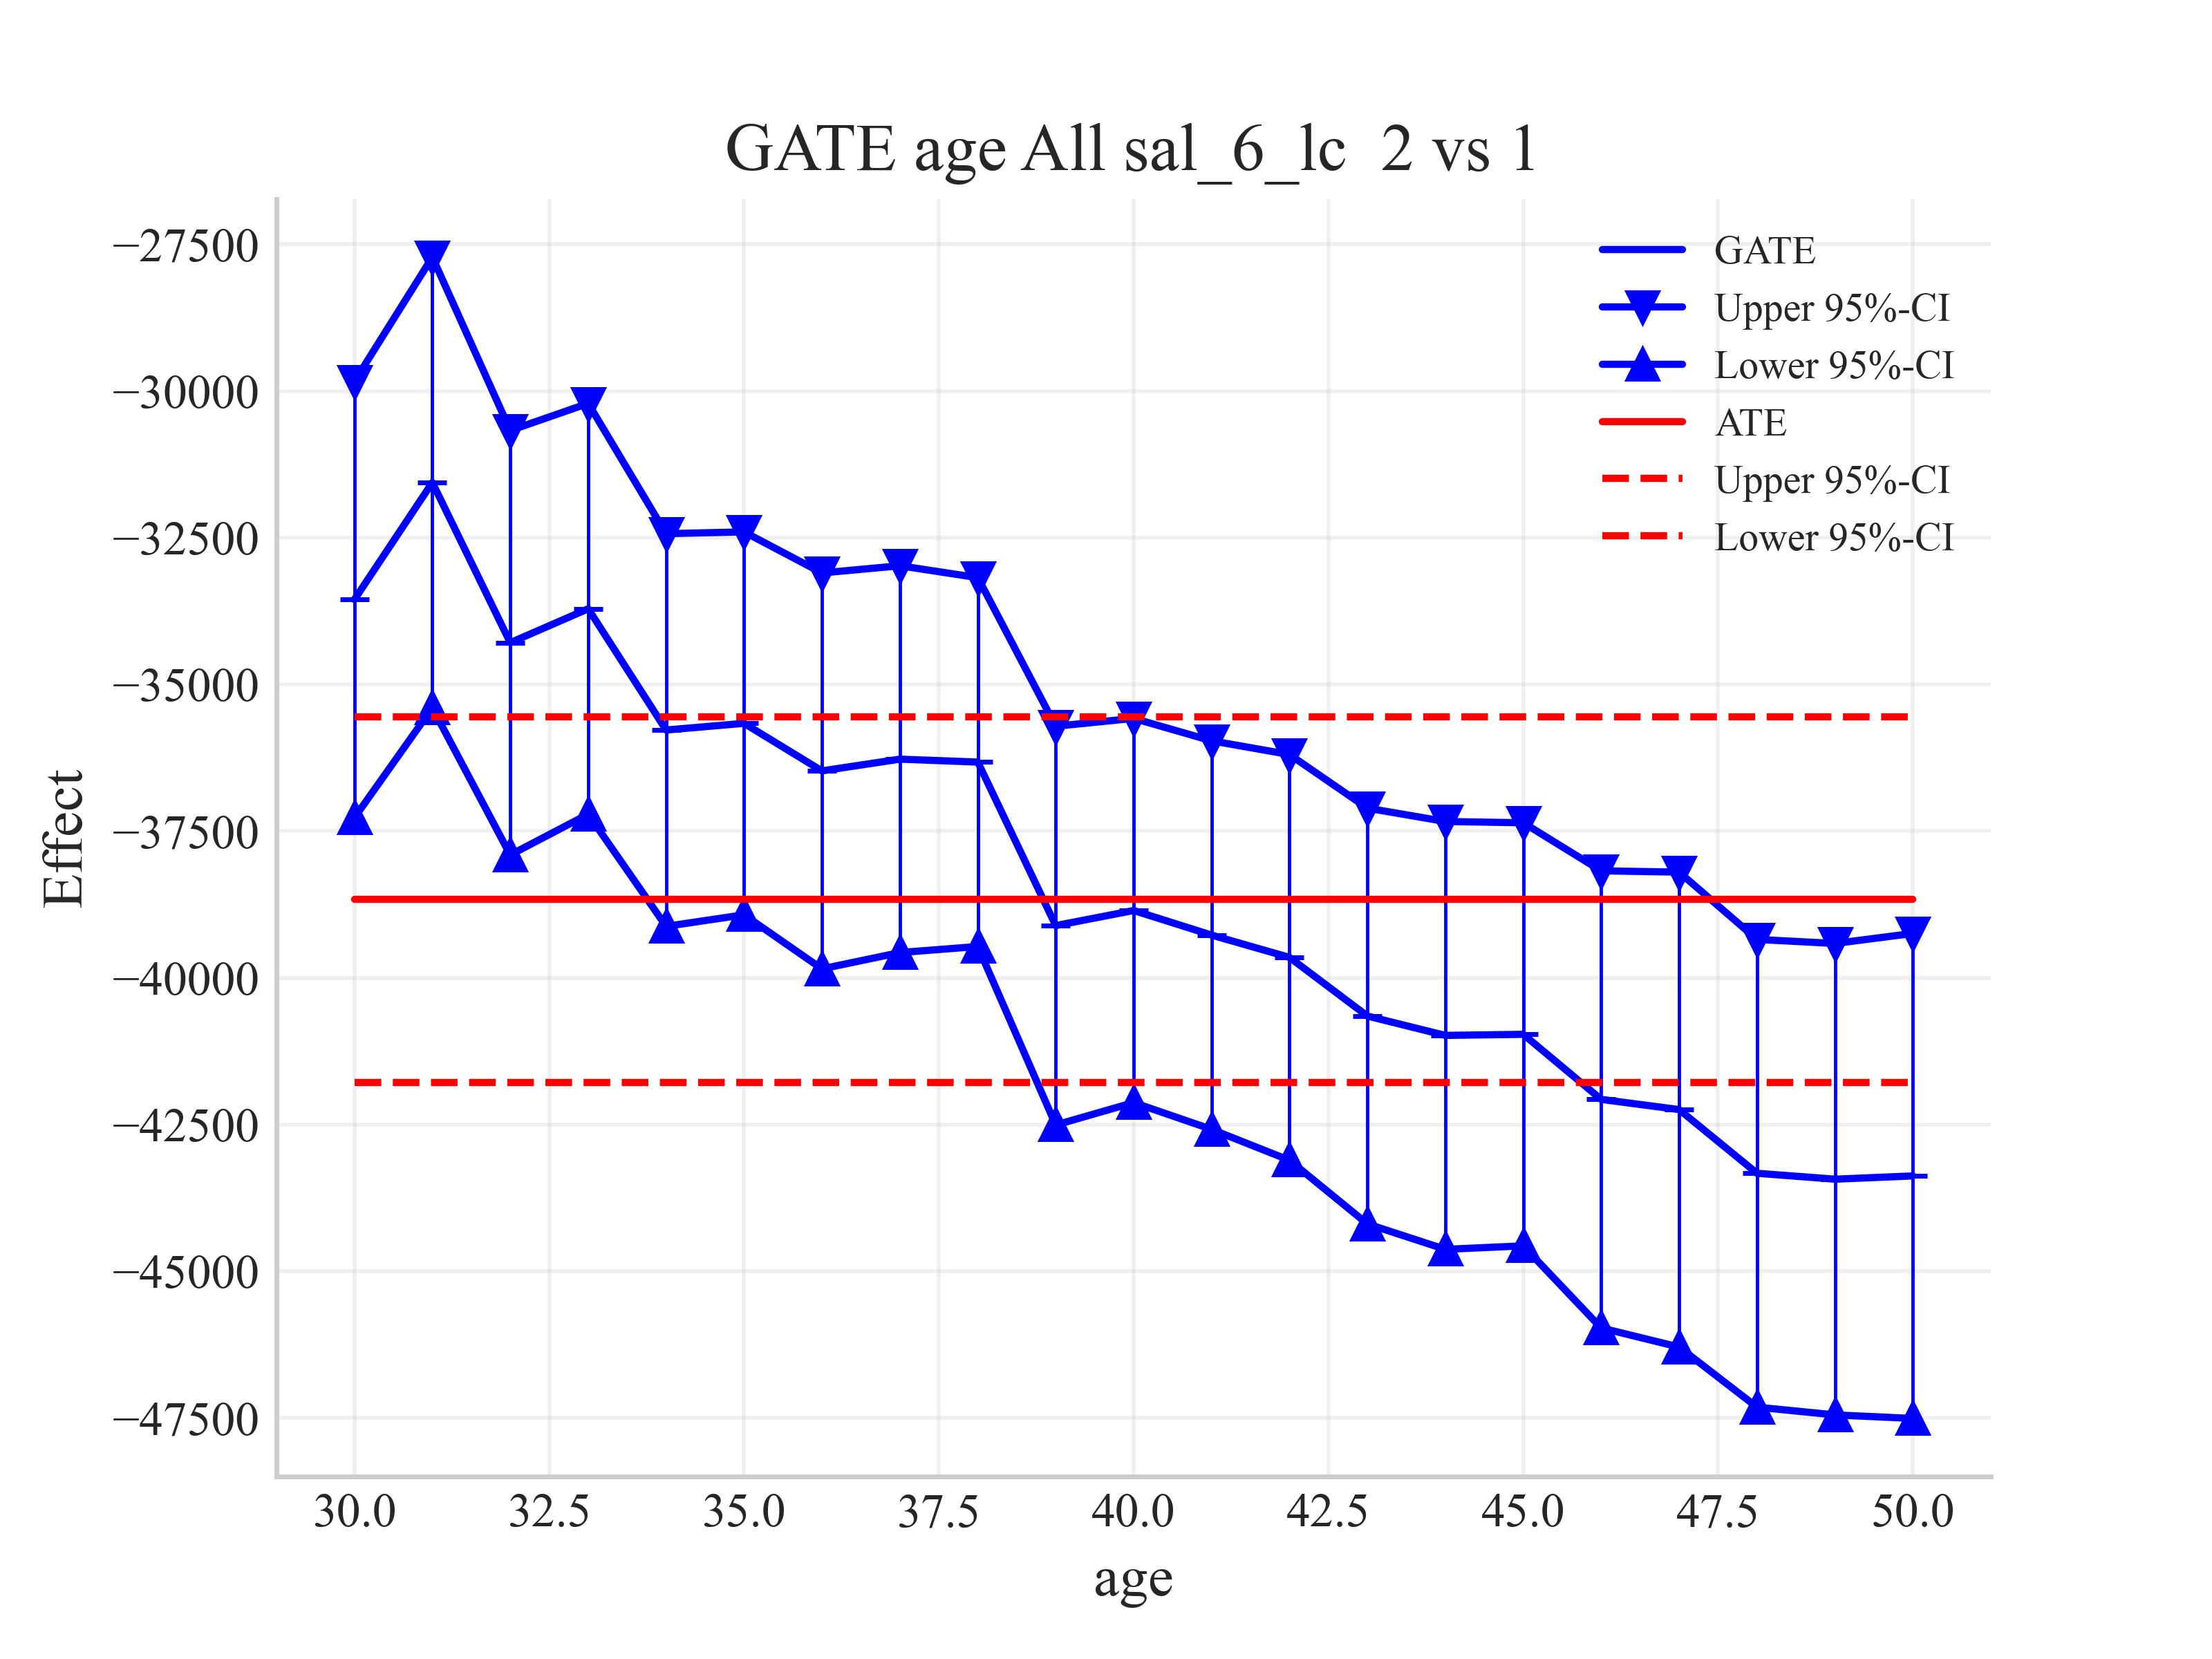 GATE age All sal_6_lc  2 vs 1
−27500
−30000
−32500
−35000
−37500
−40000
−42500
−45000
−47500
Effect
GATE
Upper 95%-CI
Lower 95%-CI
ATE
Upper 95%-CI
Lower 95%-CI
30.0 32.5 35.0 37.5 40.0 42.5 45.0 47.5 50.0
age